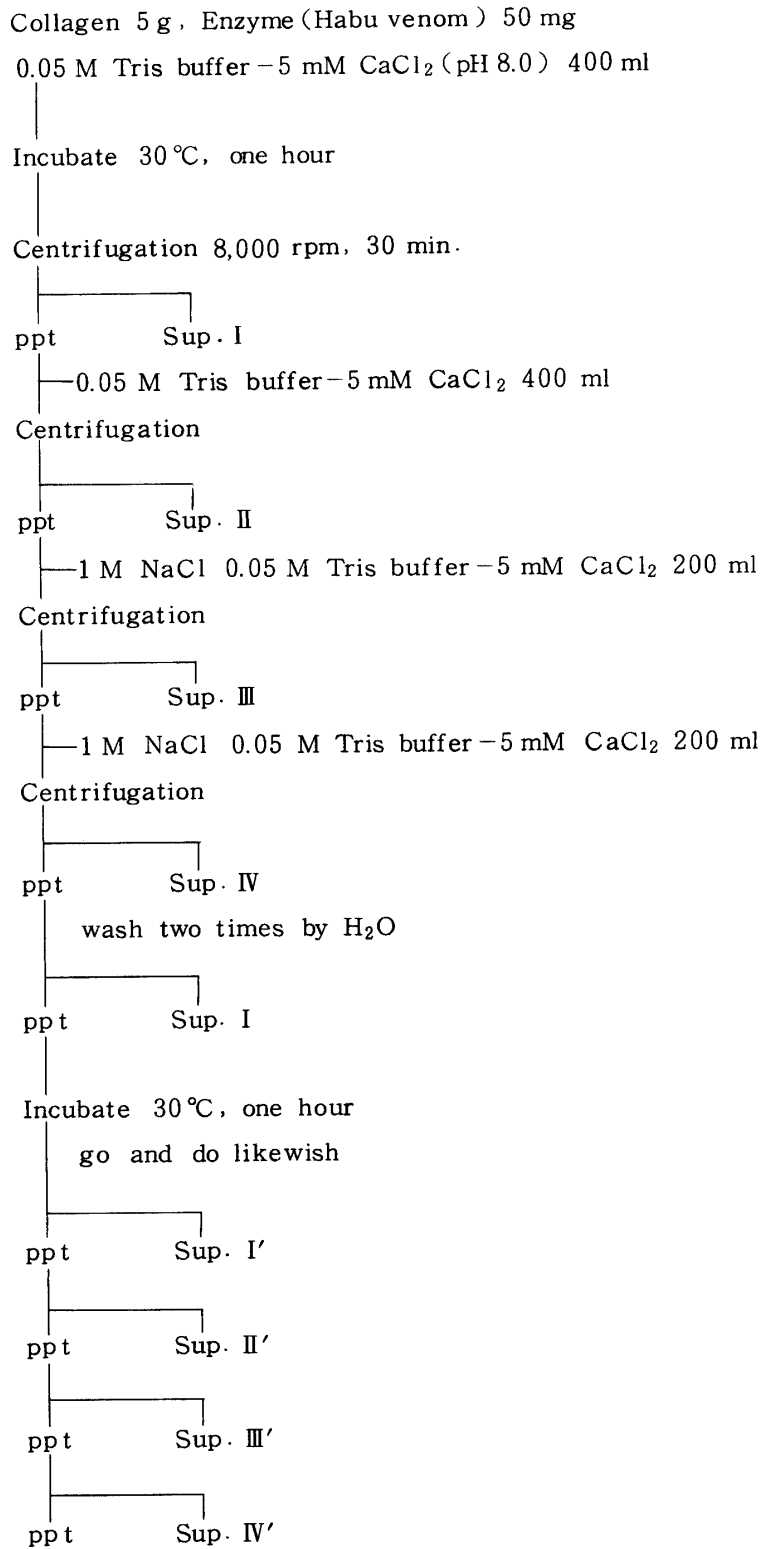 Collagen 5 g, Enzyme (Habu venom) 50 mg
0.05 M Tris buffer－5 mM CaCl₂ (pH 8.0) 400 ml
Incubate 30℃, one hour
Centrifugation 8,000 rpm, 30 min.
ppt Sup. Ⅰ
0.05 M Tris buffer－5 mM CaCl₂ 400 ml
Centrifugation
ppt Sup. Ⅱ
1 M NaCl 0.05 M Tris buffer－5 mM CaCl₂ 200 ml
Centrifugation
ppt Sup. Ⅲ
1 M NaCl 0.05 M Tris buffer－5 mM CaCl₂ 200 ml
Centrifugation
ppt Sup. Ⅳ
wash two times by H₂O
ppt Sup. Ⅰ
Incubate 30℃, one hour
go and do likewish
ppt Sup. Ⅰ′
ppt Sup. Ⅱ′
ppt Sup. Ⅲ′
ppt Sup. Ⅳ′